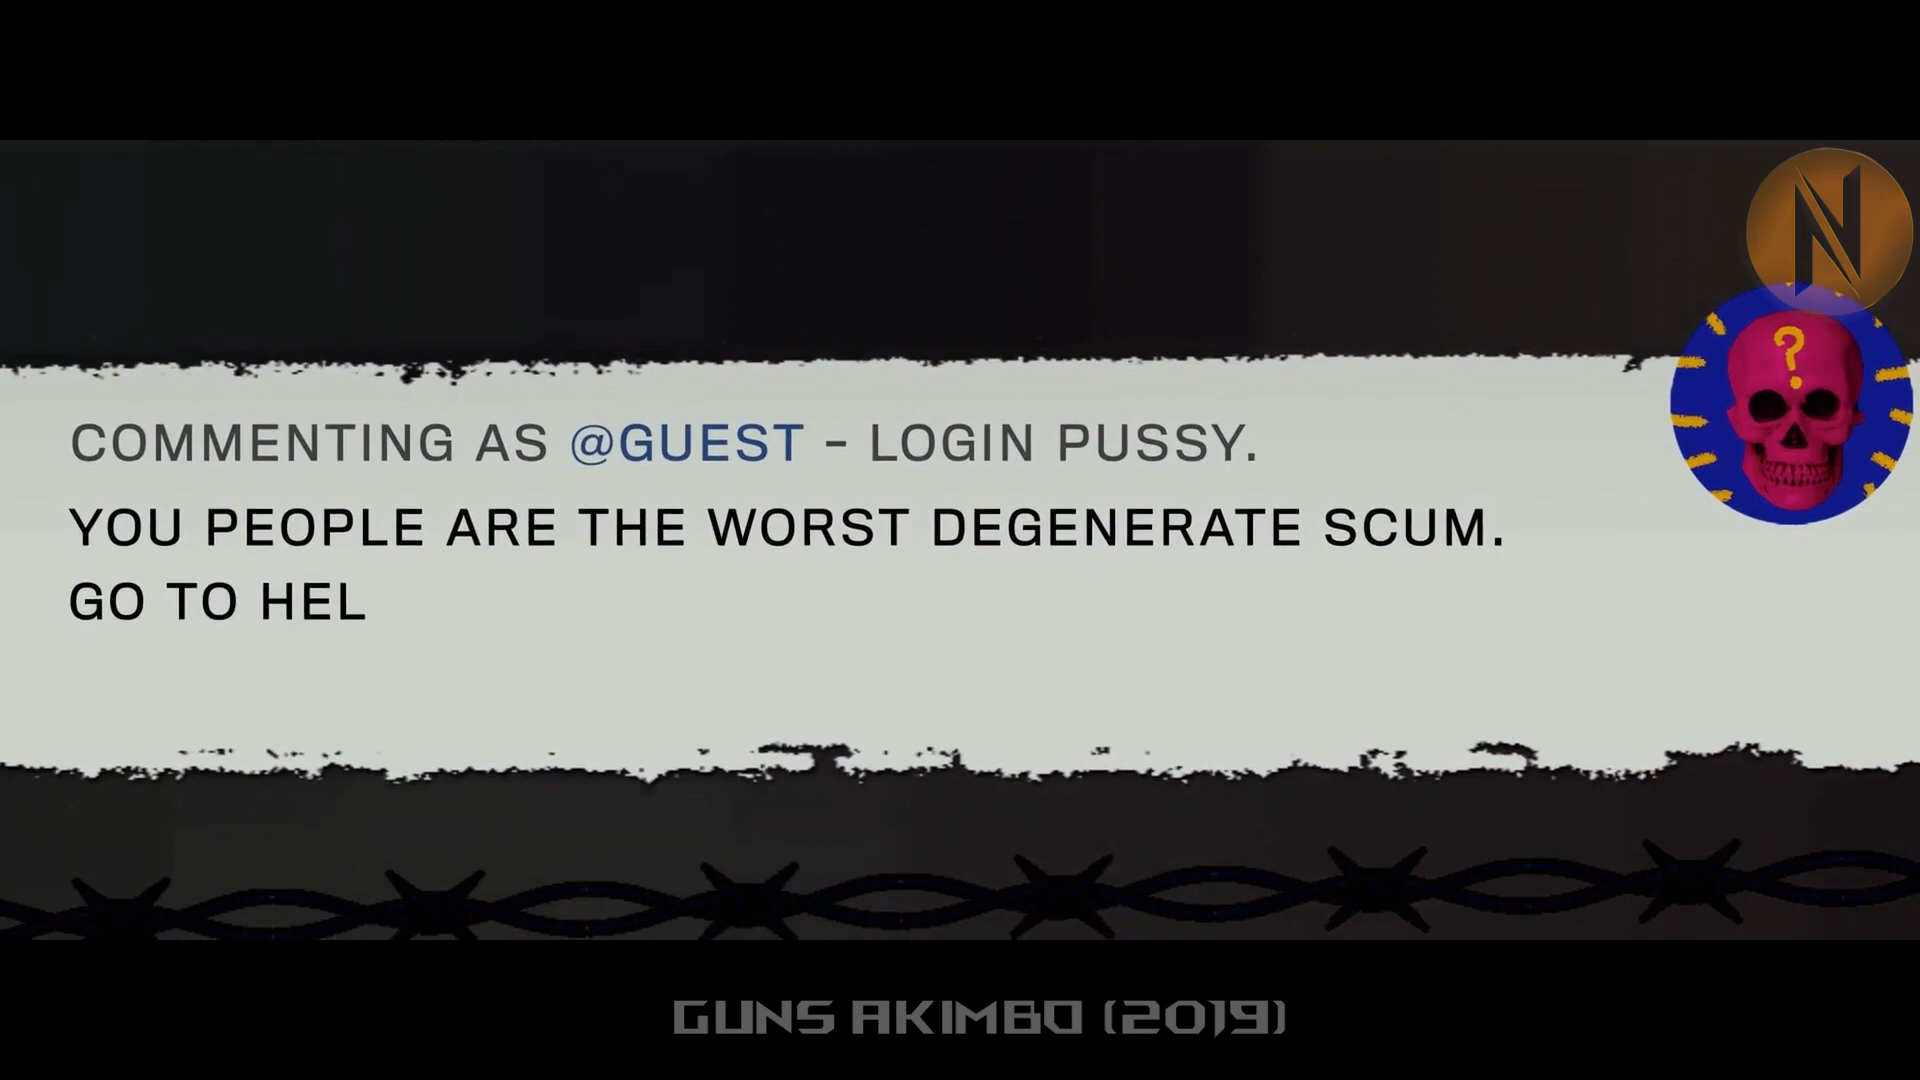 N
COMMENTING AS @GUEST - LOGIN PUSSY.
?
YOU PEOPLE ARE THE WORST DEGENERATE SCUM.
GO TO HEL
GUNS AKIMBO (2019)